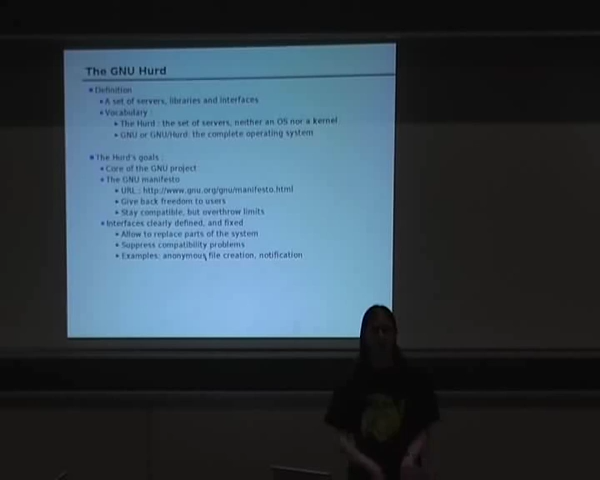 The GNU Hurd
Definition
A set of servers, libraries and interfaces
Vocabulary :
The Hurd : the set of servers, neither an OS nor a kernel
GNU or GNU/Hurd: the complete operating system
The Hurd's goals :
Core of the GNU project
The GNU manifesto
URL : http://www.gnu.org/gnu/manifesto.html
Give back freedom to users
Stay compatible, but overthrow limits
Interfaces clearly defined, and fixed
Allow to replace parts of the system
Suppress compatibility problems
Examples: anonymous file creation, notification